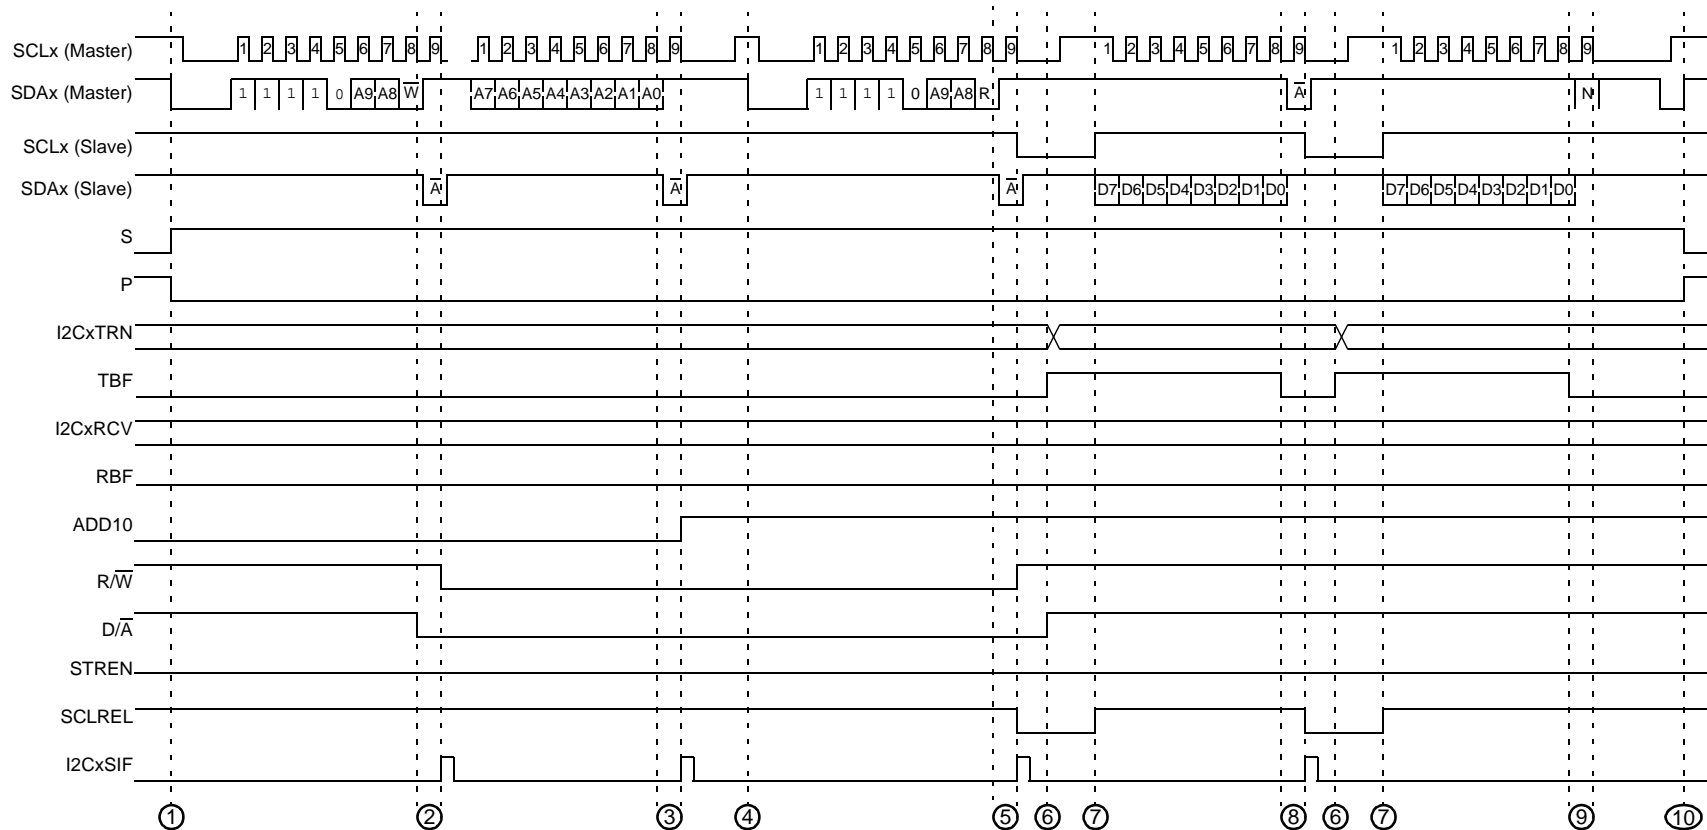 SCLx (Master) 1 2 3 4 5 6 7 8 9 1 2 3 4 5 6 7 8 9 1 2 3 4 5 6 7 8 9 1 2 3 4 5 6 7 8 9 1 2 3 4 5 6 7 8 9
SDAx (Master) 1 1 1 1 0 A9 A8 W̅ A7 A6 A5 A4 A3 A2 A1 A0 1 1 1 1 0 A9 A8 R A̅ N
SCLx (Slave)
SDAx (Slave) A̅ A̅ A̅ D7 D6 D5 D4 D3 D2 D1 D0 D7 D6 D5 D4 D3 D2 D1 D0
S
P
I2CxTRN
TBF
I2CxRCV
RBF
ADD10
R/W̅
D/A̅
STREN
SCLREL
I2CxSIF
1 2 3 4 5 6 7 8 6 7 9 10